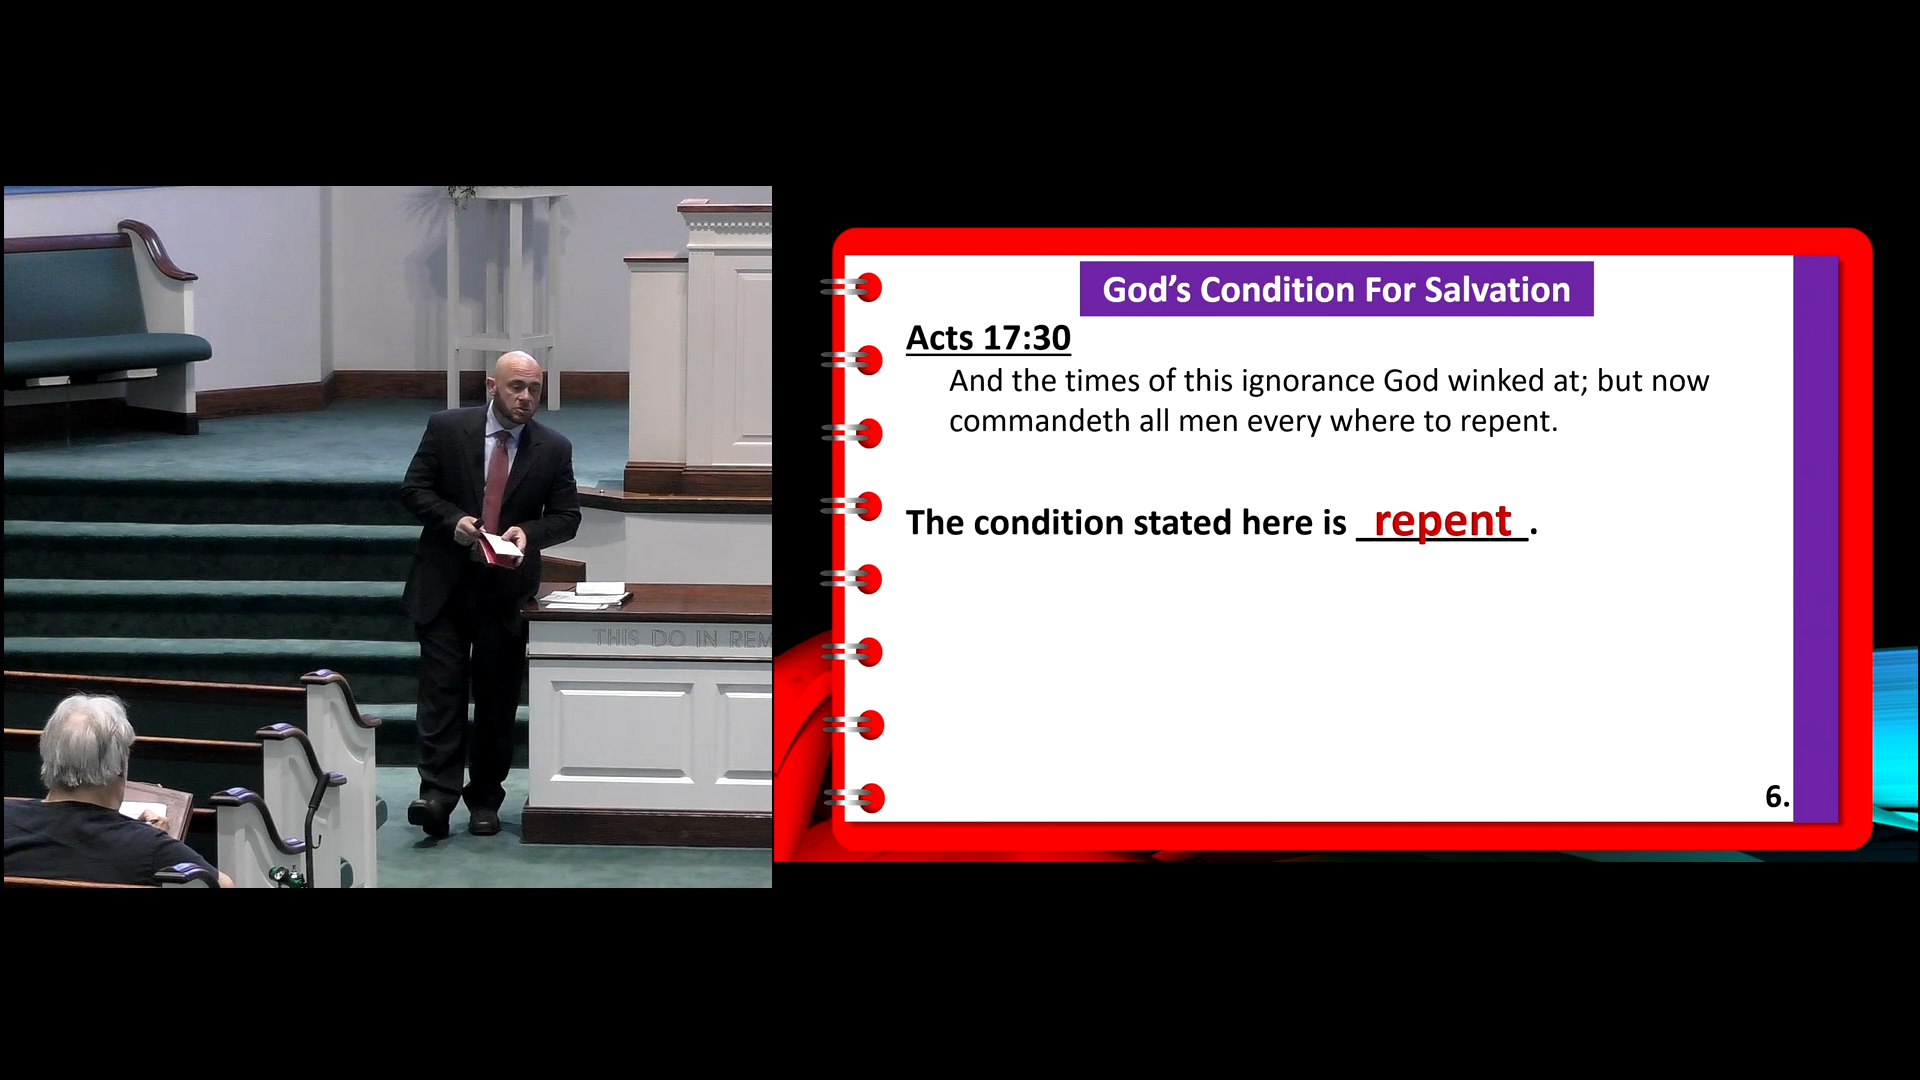 God's Condition For Salvation
Acts 17:30
And the times of this ignorance God winked at; but now
commandeth all men every where to repent.
The condition stated here is repent.
6.
THIS DO IN REM